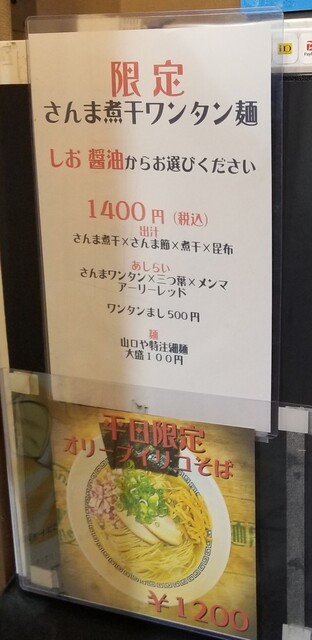 限定
さんま煮干ワンタン麺
しお 醤油からお選びください
1400円（税込）
出汁
さんま煮干×さんま節×煮干×昆布
あしらい
さんまワンタン×三つ葉×メンマ
アーリーレッド
ワンタンまし500円
麺
山口や特注細麺
大盛100円
平日限定
オリーブイリコそば
¥1200
iD